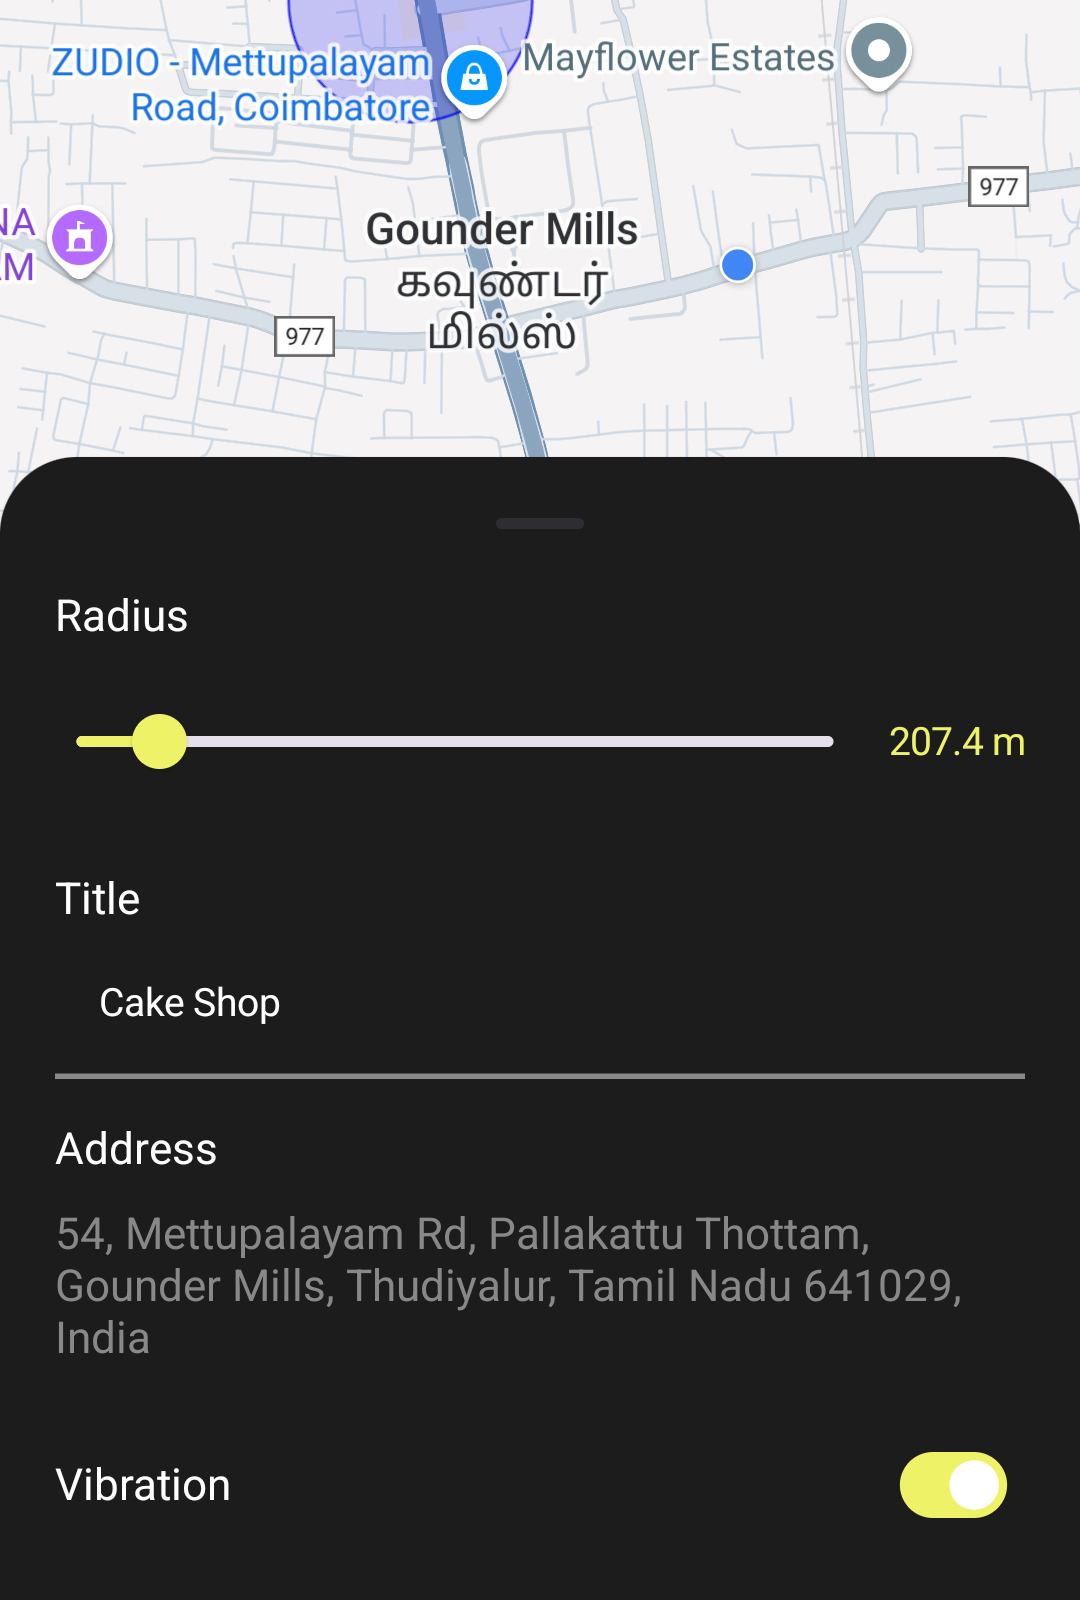 ZUDIO - Mettupalayam
Road, Coimbatore
Mayflower Estates
977
NA
AM
Gounder Mills
கவுண்டர்
மில்ஸ்
977
Radius
207.4 m
Title
Cake Shop
Address
54, Mettupalayam Rd, Pallakattu Thottam,
Gounder Mills, Thudiyalur, Tamil Nadu 641029,
India
Vibration